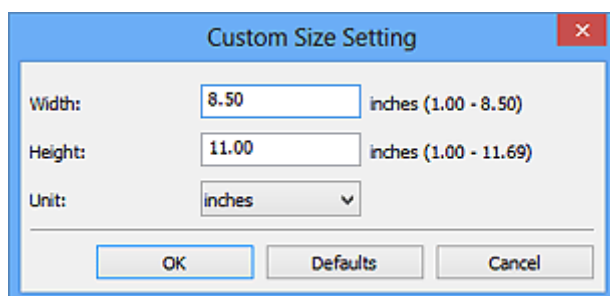 Custom Size Setting
Width: 8.50 inches (1.00 - 8.50)
Height: 11.00 inches (1.00 - 11.69)
Unit: inches
OK Defaults Cancel